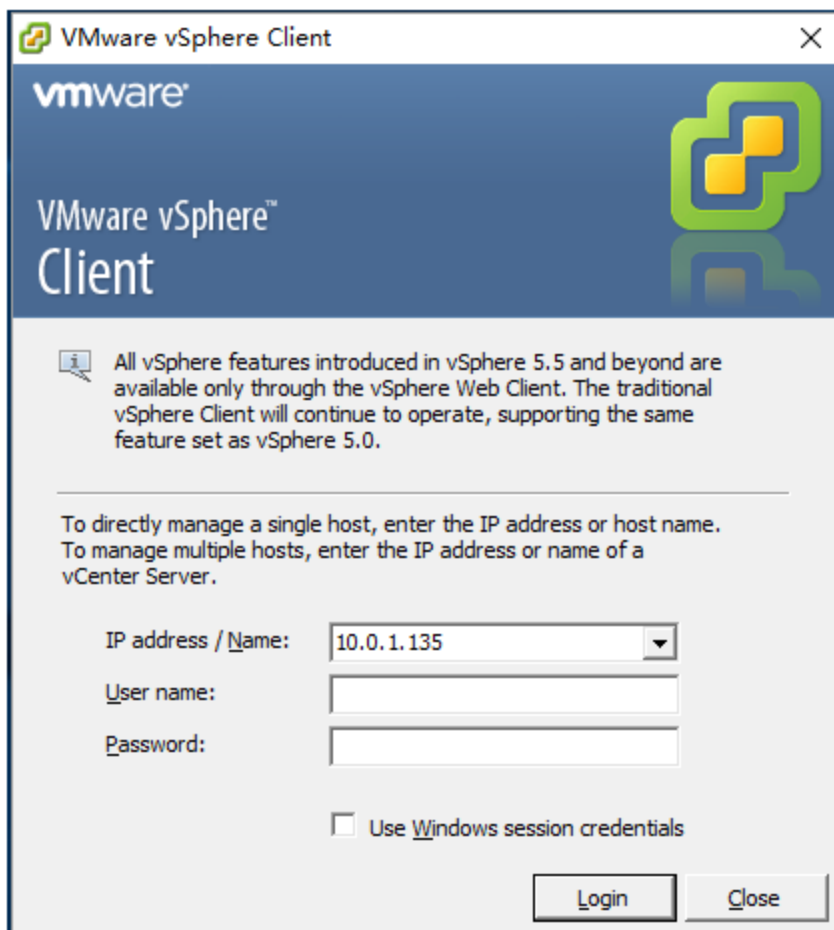 VMware vSphere Client
vmware®
VMware vSphere™
Client
All vSphere features introduced in vSphere 5.5 and beyond are
available only through the vSphere Web Client. The traditional
vSphere Client will continue to operate, supporting the same
feature set as vSphere 5.0.
To directly manage a single host, enter the IP address or host name.
To manage multiple hosts, enter the IP address or name of a
vCenter Server.
IP address / Name: 10.0.1.135
User name:
Password:
Use Windows session credentials
Login Close